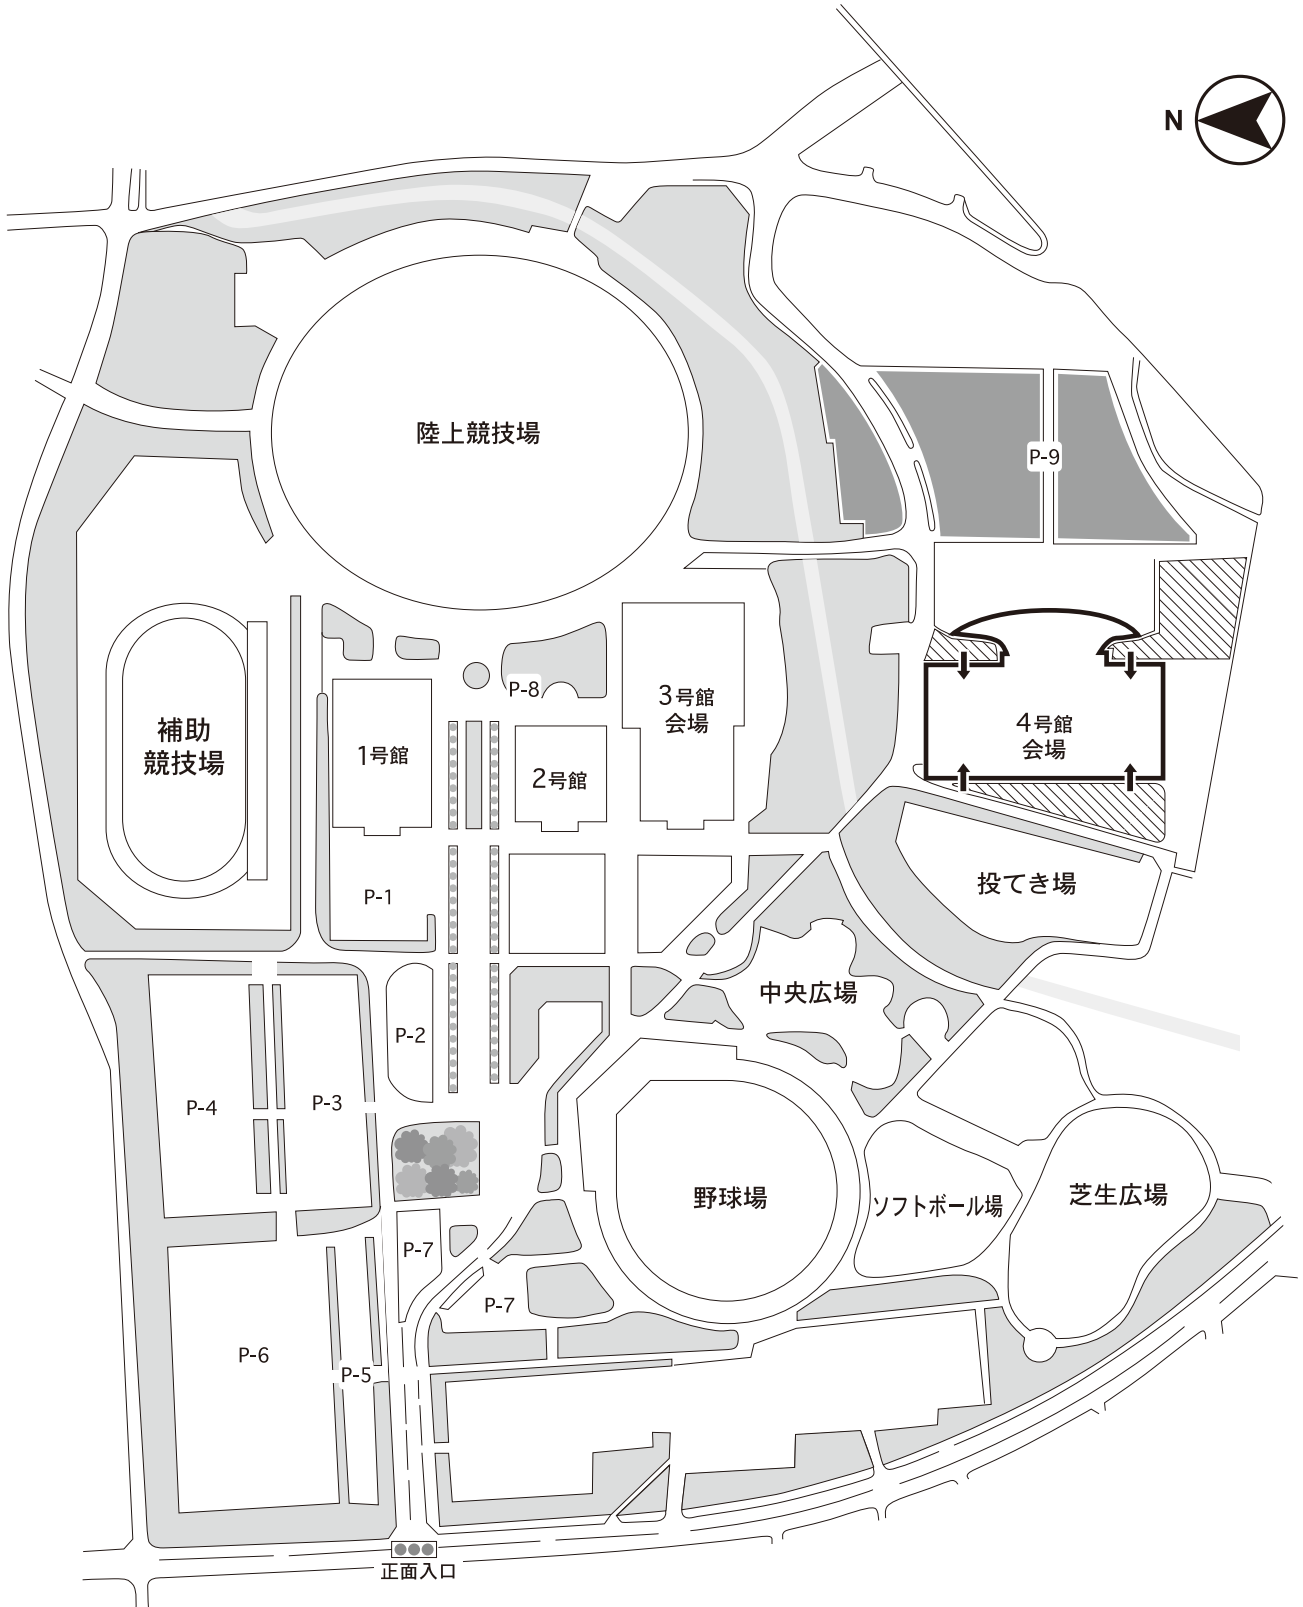 N
陸上競技場
P-9
P-8
3号館
会場
4号館
会場
補助
競技場
1号館
2号館
投てき場
P-1
中央広場
P-2
P-4
P-3
野球場
ソフトボール場
芝生広場
P-7
P-7
P-6
P-5
正面入口